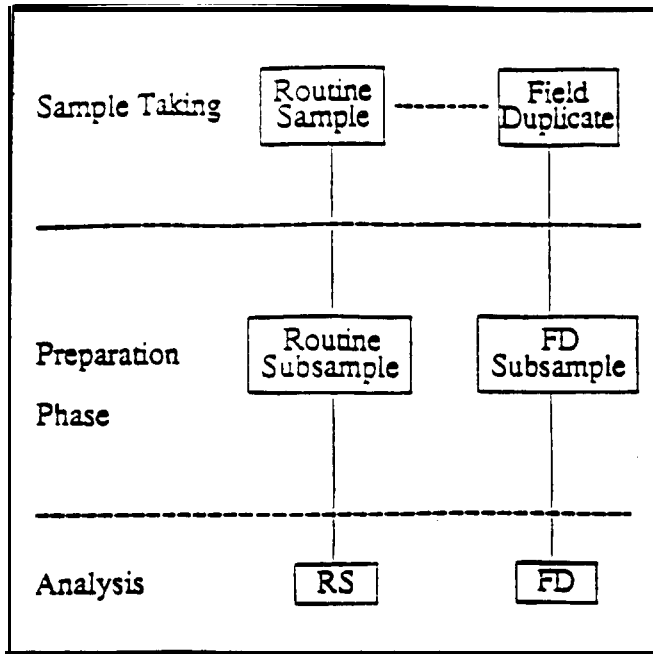 Sample Taking
Routine
Sample
Field
Duplicate
Preparation
Phase
Routine
Subsample
FD
Subsample
Analysis
RS
FD